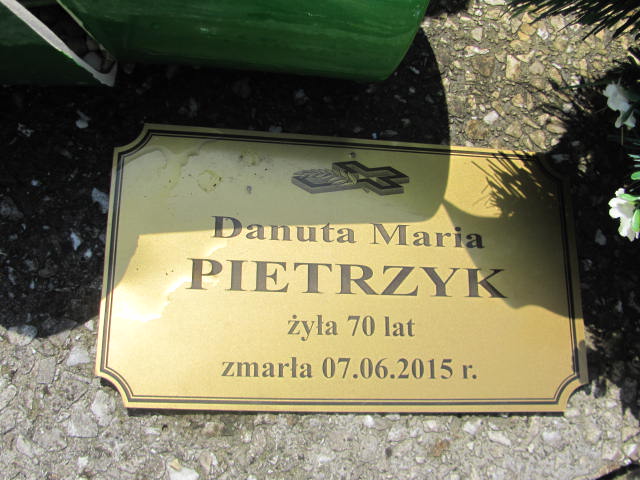 Danuta Maria
PIETRZYK
żyła 70 lat
zmarła 07.06.2015 r.